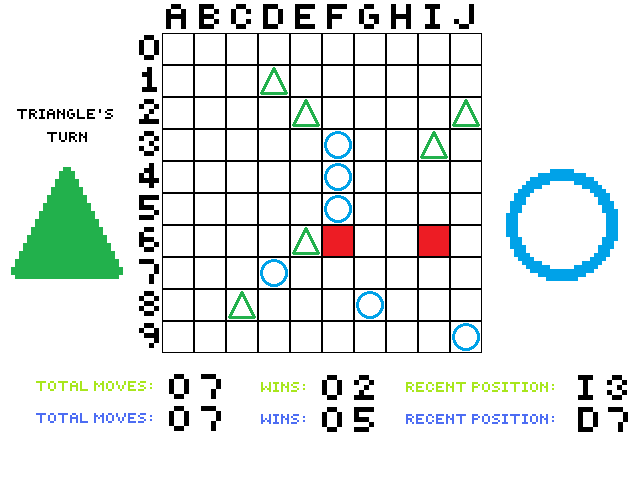 A B C D E F G H I J
0
1
2
TRIANGLE'S
TURN
3
4
5
6
7
8
9
TOTAL MOVES: 07 WINS: 02 RECENT POSITION: I3
TOTAL MOVES: 07 WINS: 05 RECENT POSITION: D7